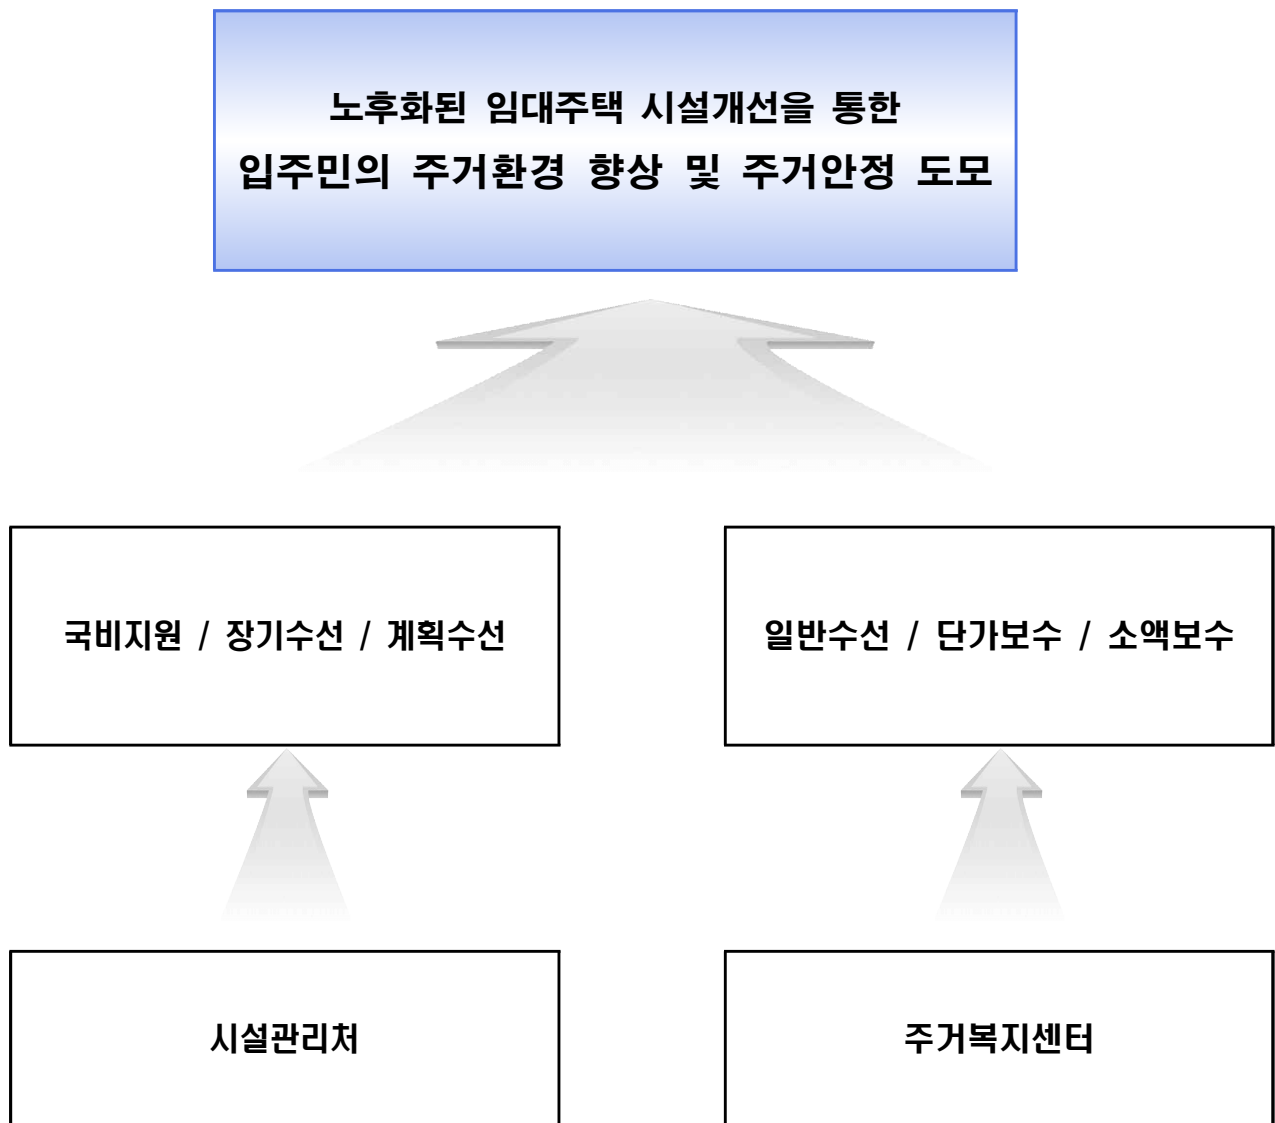 노후화된 임대주택 시설개선을 통한
입주민의 주거환경 향상 및 주거안정 도모
국비지원 / 장기수선 / 계획수선
일반수선 / 단가보수 / 소액보수
시설관리처
주거복지센터